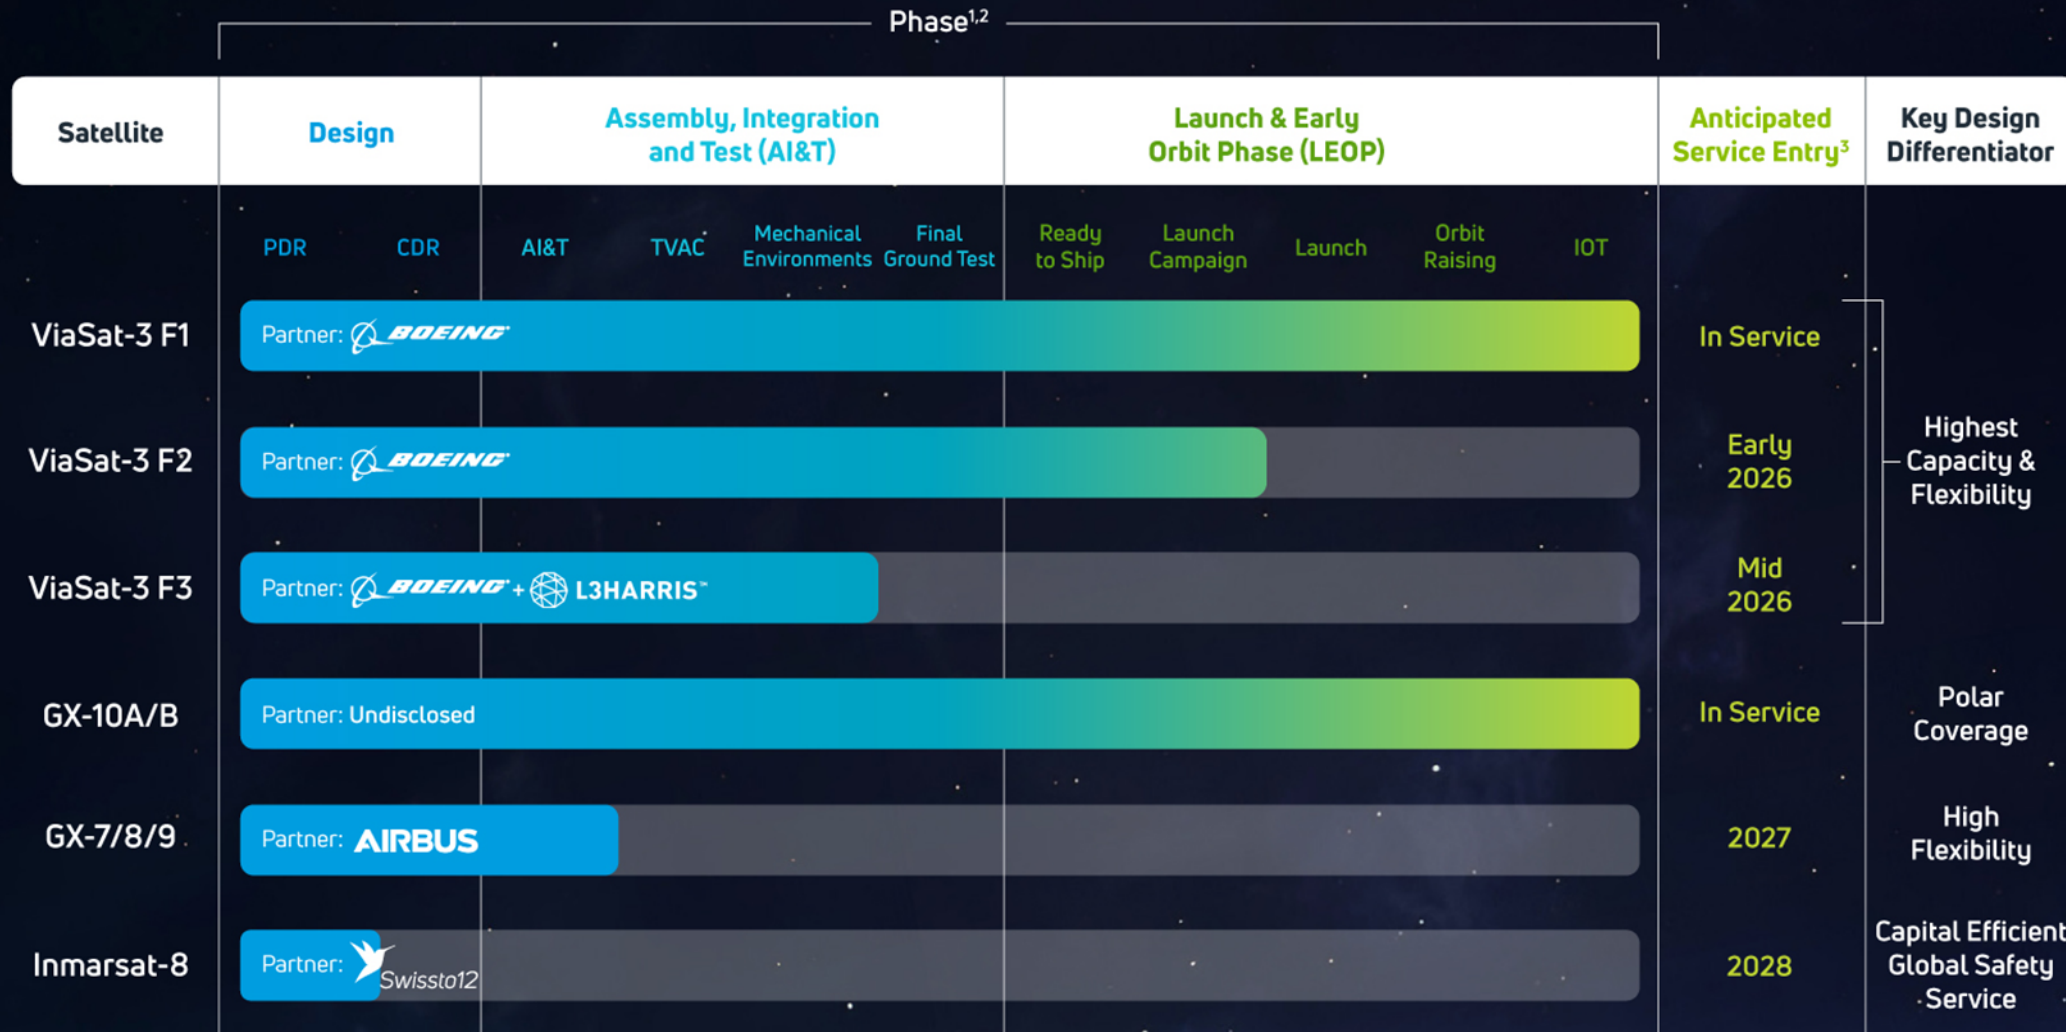 Phase1,2
Satellite
Design
Assembly, Integration
and Test (AI&T)
Launch & Early
Orbit Phase (LEOP)
Anticipated
Service Entry3
Key Design
Differentiator
PDR
CDR
AI&T
TVAC
Mechanical
Environments
Final
Ground Test
Ready
to Ship
Launch
Campaign
Launch
Orbit
Raising
IOT
ViaSat-3 F1
Partner: BOEING
In Service
ViaSat-3 F2
Partner: BOEING
Early
2026
Highest
Capacity &
Flexibility
ViaSat-3 F3
Partner: BOEING + L3HARRIS™
Mid
2026
GX-10A/B
Partner: Undisclosed
In Service
Polar
Coverage
GX-7/8/9
Partner: AIRBUS
2027
High
Flexibility
Inmarsat-8
Partner: Swissto12
2028
Capital Efficient
Global Safety
Service